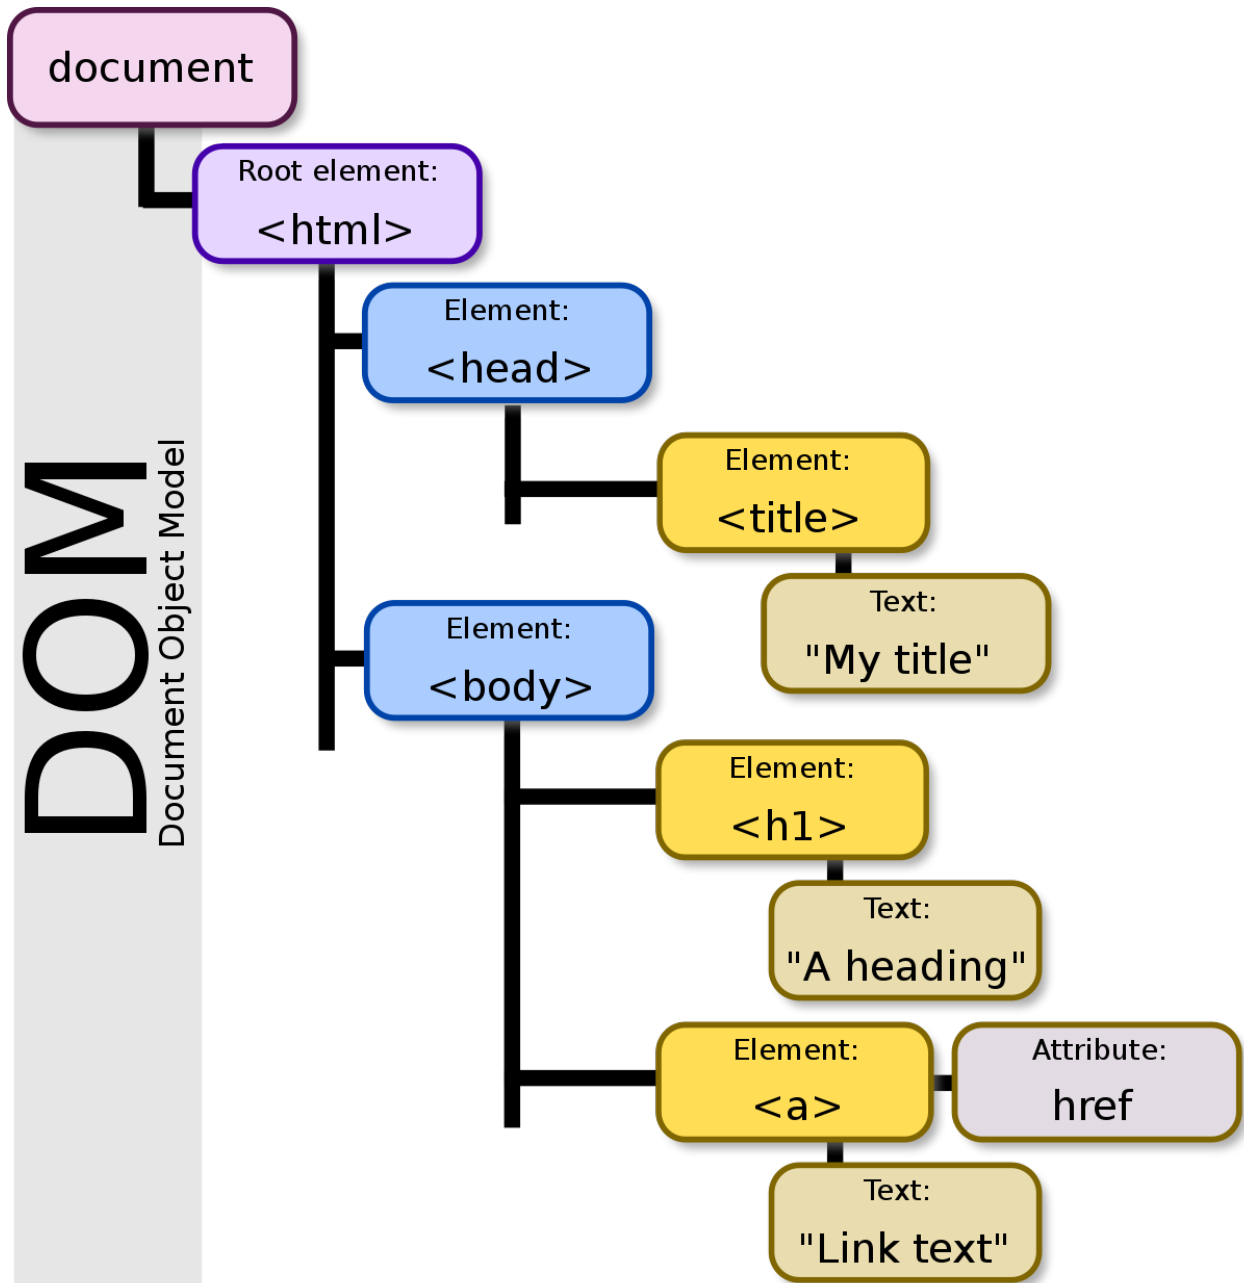 document
Root element:
<html>
Element:
<head>
Element:
<title>
Text:
"My title"
Element:
<body>
Element:
<h1>
Text:
"A heading"
Element:
<a>
Attribute:
href
Text:
"Link text"
DOM
Document Object Model